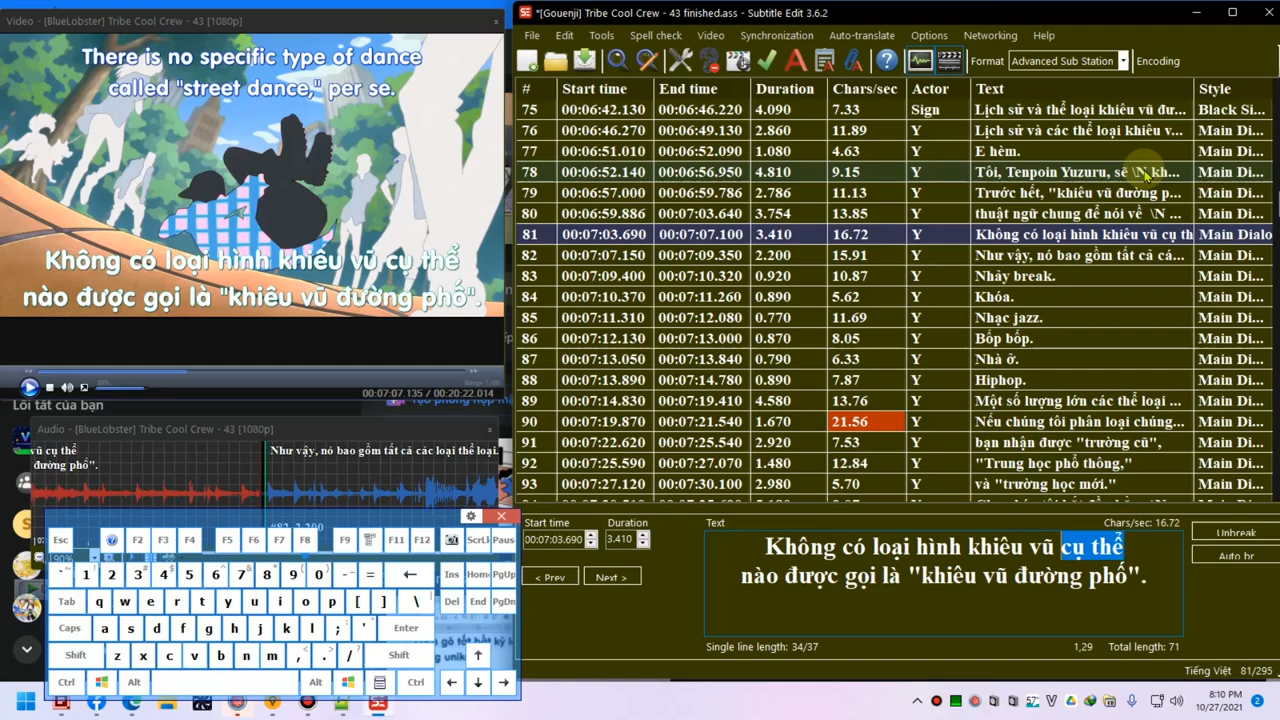 Video - [BlueLobster] Tribe Cool Crew - 43 [1080p]
x
There is no specific type of dance
called "street dance," per se.
Không có loại hình khiêu vũ cụ thể
nào được gọi là "khiêu vũ đường phố".
00:07:07.135 / 00:20:22.014
Lối tắt của bạn
Audio - [BlueLobster] Tribe Cool Crew - 43 [1080p]
x
vũ cụ thể
đường phố".
Như vậy, nó bao gồm tất cả các loại thể loại.
#82 2.200
90%
Esc F2 F3 F4 F5 F6 F7 F8 F9 F11 F12 ScrLk Pause
~ ` 1 2 3 4 5 6 7 8 9 0 - = ← Ins Home PgUp
Tab q w e r t y u i o p [ ] \ Del End PgDn
Caps a s d f g h j k l ; ' Enter
Shift z x c v b n m , . / Shift ↑
Ctrl Alt Alt Ctrl ← ↓ →
*[Gouenji] Tribe Cool Crew - 43 finished.ass - Subtitle Edit 3.6.2
File Edit Tools Spell check Video Synchronization Auto-translate Options Networking Help
Format Advanced Sub Station Encoding
# Start time End time Duration Chars/sec Actor Text Style
75 00:06:42.130 00:06:46.220 4.090 7.33 Sign Lịch sử và thể loại khiêu vũ đư... Black Si...
76 00:06:46.270 00:06:49.130 2.860 11.89 Y Lịch sử và các thể loại khiêu v... Main Di...
77 00:06:51.010 00:06:52.090 1.080 4.63 Y E hèm. Main Di...
78 00:06:52.140 00:06:56.950 4.810 9.15 Y Tôi, Tenpoin Yuzuru, sẽ \N kh... Main Di...
79 00:06:57.000 00:06:59.786 2.786 11.13 Y Trước hết, "khiêu vũ đường p... Main Di...
80 00:06:59.886 00:07:03.640 3.754 13.85 Y thuật ngữ chung để nói về \N ... Main Di...
81 00:07:03.690 00:07:07.100 3.410 16.72 Y Không có loại hình khiêu vũ cụ th Main Dialo
82 00:07:07.150 00:07:09.350 2.200 15.91 Y Như vậy, nó bao gồm tất cả cá... Main Di...
83 00:07:09.400 00:07:10.320 0.920 10.87 Y Nhảy break. Main Di...
84 00:07:10.370 00:07:11.260 0.890 5.62 Y Khóa. Main Di...
85 00:07:11.310 00:07:12.080 0.770 11.69 Y Nhạc jazz. Main Di...
86 00:07:12.130 00:07:13.000 0.870 8.05 Y Bốp bốp. Main Di...
87 00:07:13.050 00:07:13.840 0.790 6.33 Y Nhà ở. Main Di...
88 00:07:13.890 00:07:14.780 0.890 7.87 Y Hiphop. Main Di...
89 00:07:14.830 00:07:19.410 4.580 13.76 Y Một số lượng lớn các thể loại ... Main Di...
90 00:07:19.870 00:07:21.540 1.670 21.56 Y Nếu chúng tôi phân loại chúng... Main Di...
91 00:07:22.620 00:07:25.540 2.920 7.53 Y bạn nhận được "trường cũ", Main Di...
92 00:07:25.590 00:07:27.070 1.480 12.84 Y "Trung học phổ thông," Main Di...
93 00:07:27.120 00:07:30.100 2.980 5.70 Y và "trường học mới." Main Di...
Start time Duration Text Chars/sec: 16.72
00:07:03.690 3.410
< Prev Next >
Không có loại hình khiêu vũ cụ thể
nào được gọi là "khiêu vũ đường phố".
Unbreak
Auto br
Single line length: 34/37 1,29 Total length: 71
Tiếng Việt 81/295
8:10 PM
10/27/2021
2